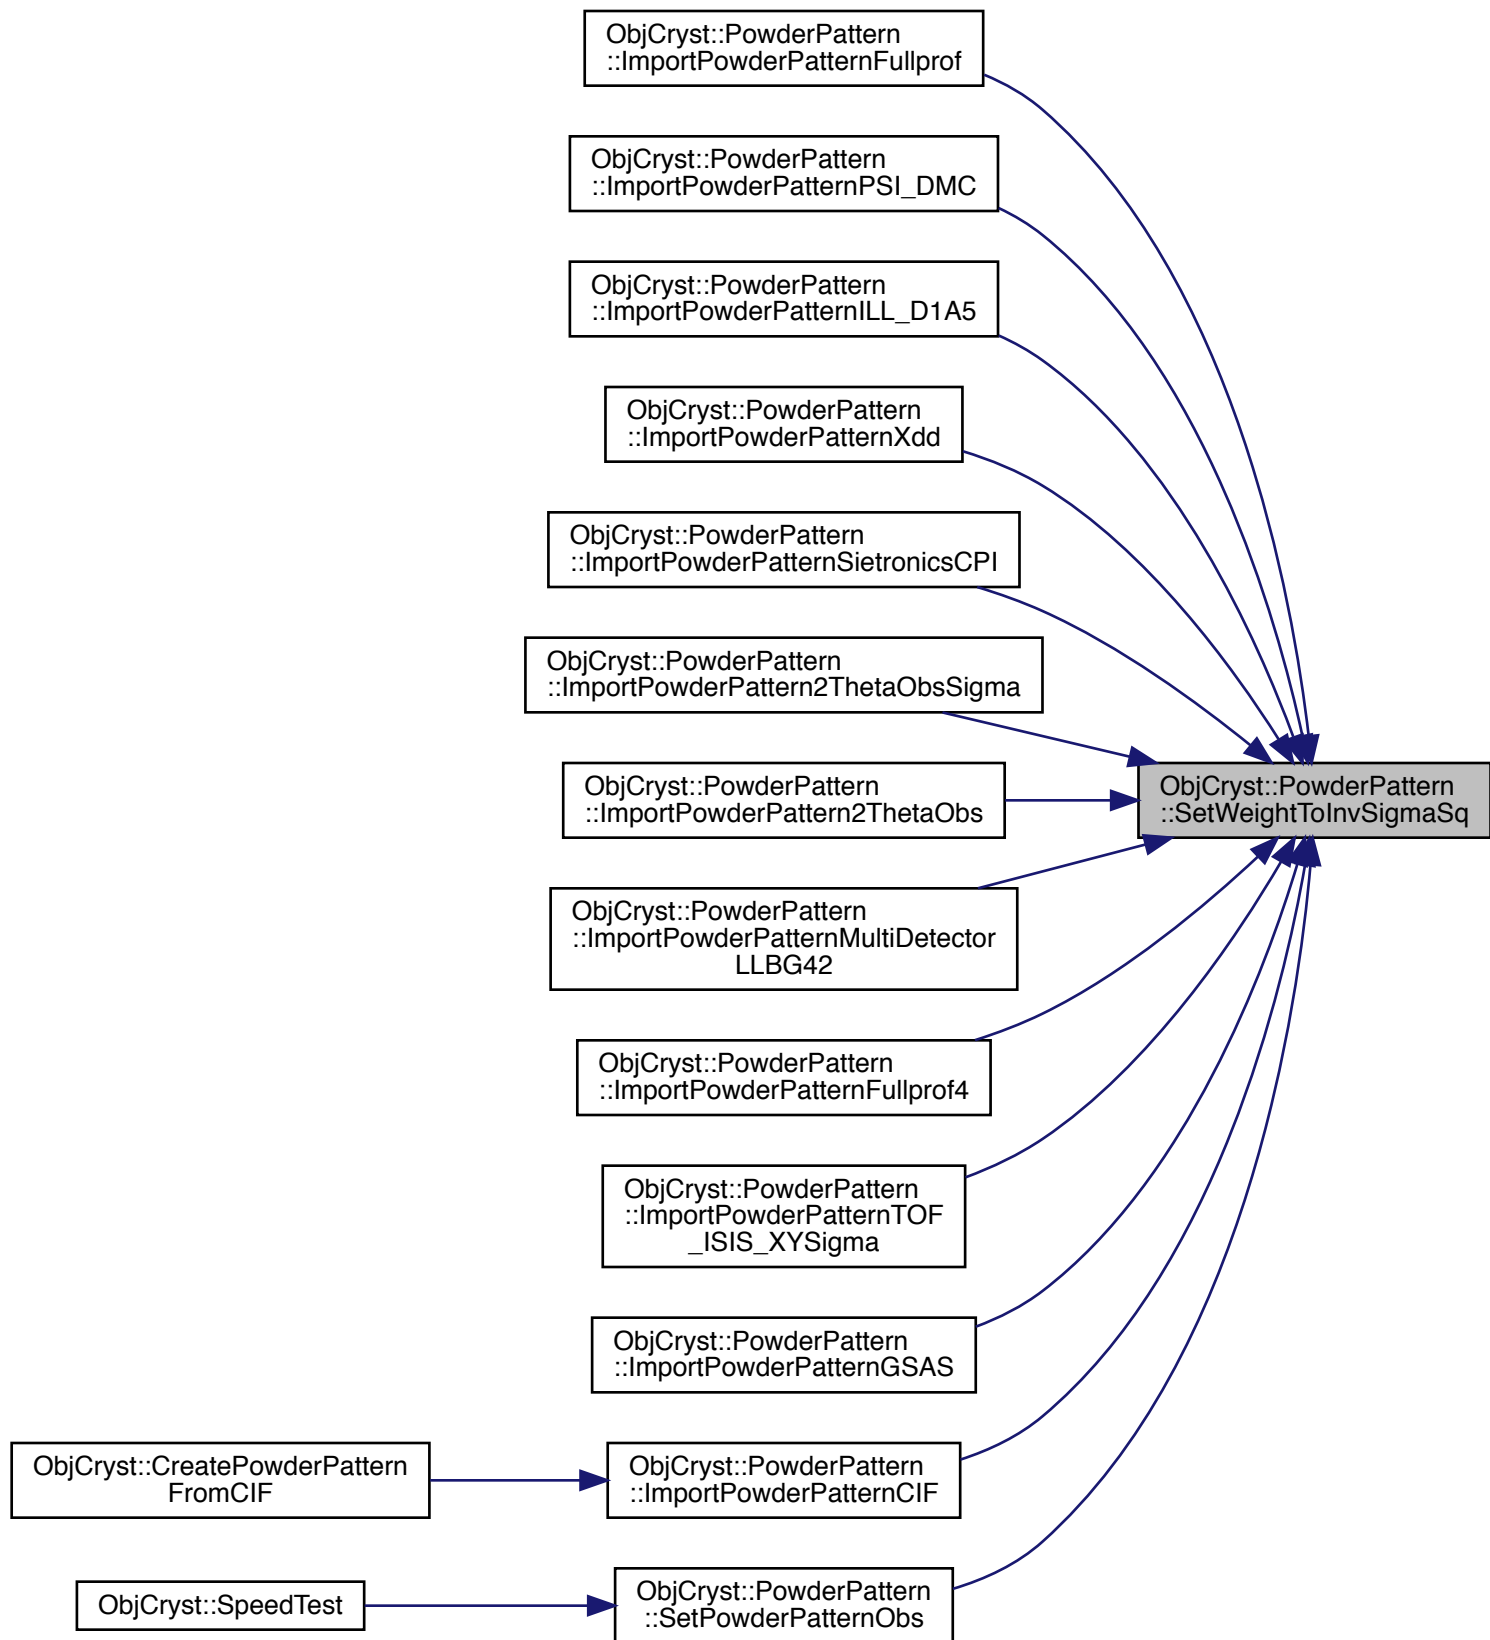 ObjCryst::PowderPattern
::ImportPowderPatternFullprof
ObjCryst::PowderPattern
::ImportPowderPatternPSI_DMC
ObjCryst::PowderPattern
::ImportPowderPatternILL_D1A5
ObjCryst::PowderPattern
::ImportPowderPatternXdd
ObjCryst::PowderPattern
::ImportPowderPatternSietronicsCPI
ObjCryst::PowderPattern
::ImportPowderPattern2ThetaObsSigma
ObjCryst::PowderPattern
::ImportPowderPattern2ThetaObs
ObjCryst::PowderPattern
::SetWeightToInvSigmaSq
ObjCryst::PowderPattern
::ImportPowderPatternMultiDetector
LLBG42
ObjCryst::PowderPattern
::ImportPowderPatternFullprof4
ObjCryst::PowderPattern
::ImportPowderPatternTOF
_ISIS_XYSigma
ObjCryst::PowderPattern
::ImportPowderPatternGSAS
ObjCryst::CreatePowderPattern
FromCIF
ObjCryst::PowderPattern
::ImportPowderPatternCIF
ObjCryst::SpeedTest
ObjCryst::PowderPattern
::SetPowderPatternObs